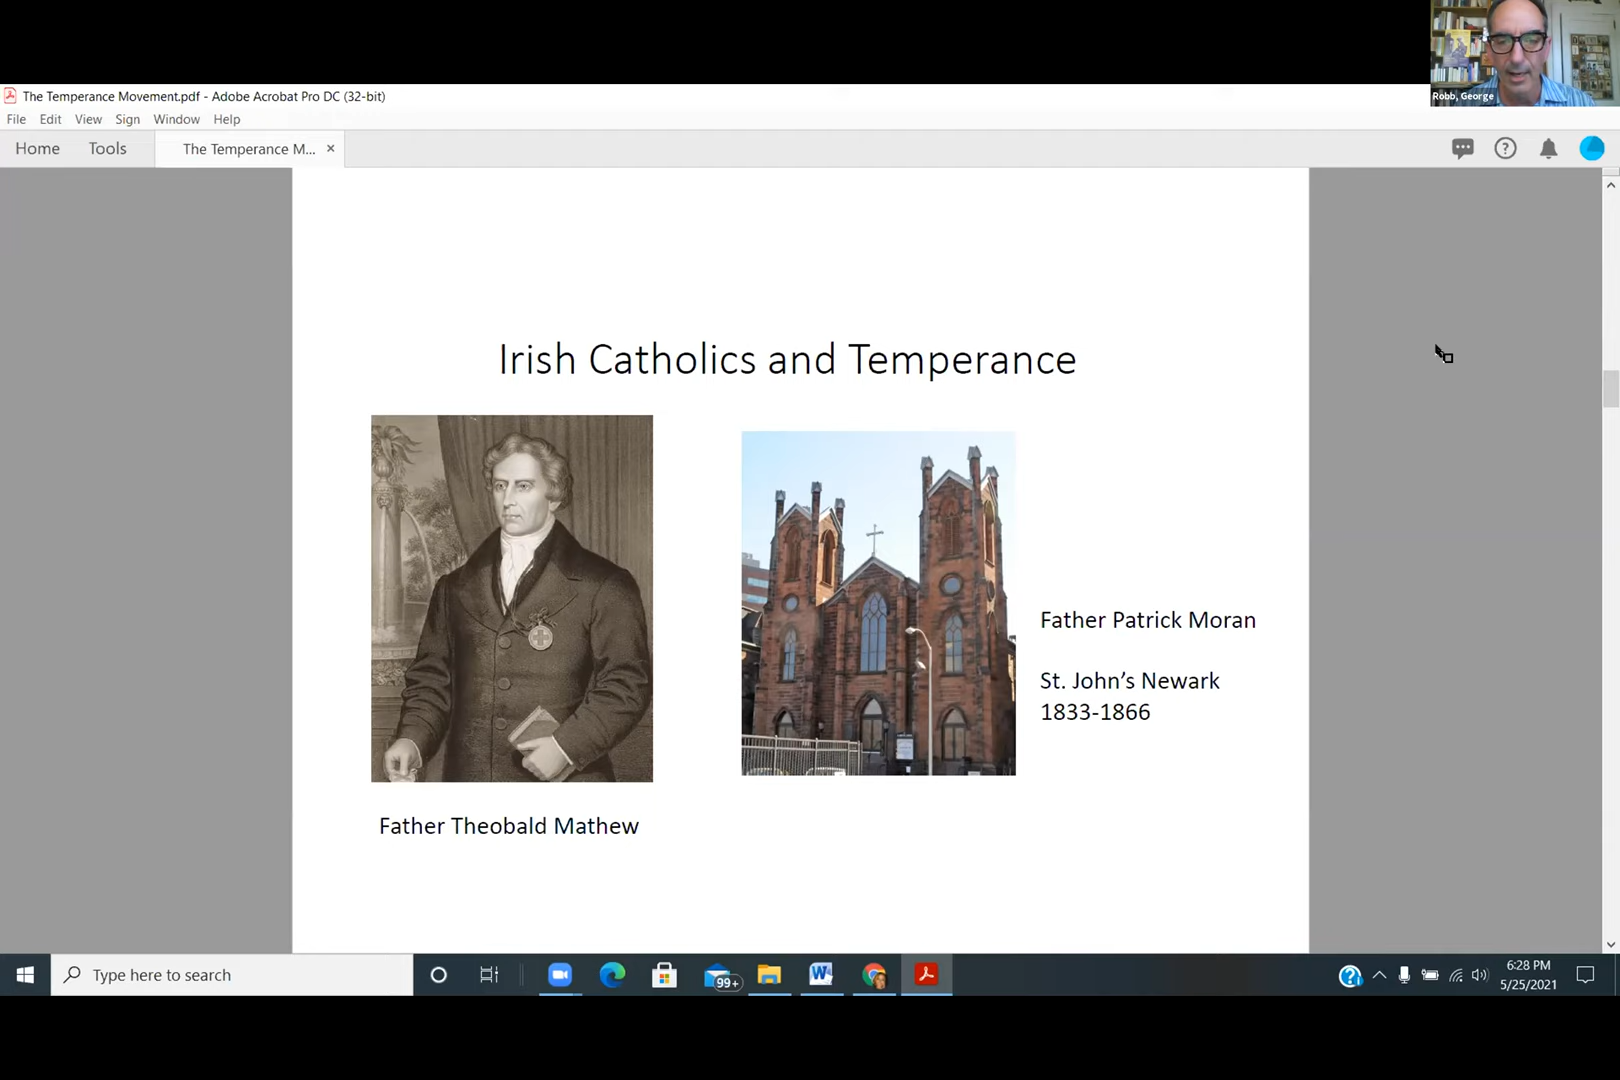 Robb, George
The Temperance Movement.pdf - Adobe Acrobat Pro DC (32-bit)
File Edit View Sign Window Help
Home Tools The Temperance M... ×
Irish Catholics and Temperance
Father Patrick Moran
St. John’s Newark
1833-1866
Father Theobald Mathew
Type here to search
99+
6:28 PM
5/25/2021